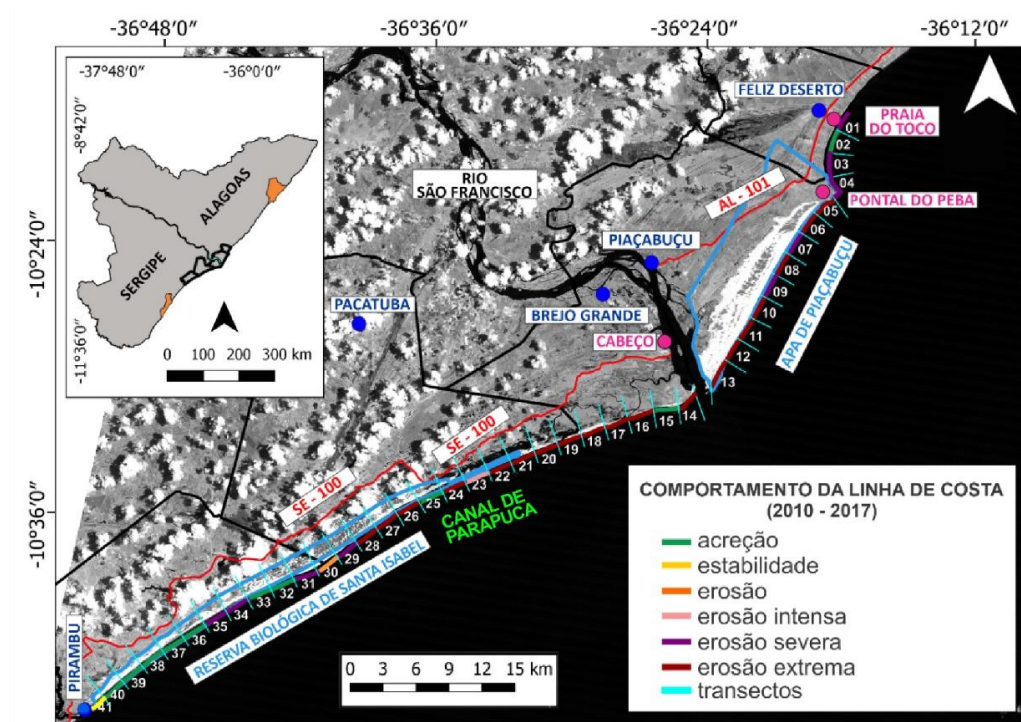 -36°48'0"
-36°36'0"
-36°24'0"
-36°12'0"
-37°48'0"
-36°0'0"
-8°42'0"
-11°36'0"
ALAGOAS
SERGIPE
0 100 200 300 km
-10°24'0"
-10°36'0"
RIO
SÃO FRANCISCO
FELIZ DESERTO
PRAIA
DO TOCO
PONTAL DO PEBA
AL - 101
PIAÇABUÇU
PACATUBA
BREJO GRANDE
CABEÇO
APA DE PIAÇABUÇU
SE - 100
SE - 100
CANAL DE
PARAPUCA
RESERVA BIOLÓGICA DE SANTA ISABEL
PIRAMBU
01
02
03
04
05
06
07
08
09
10
11
12
13
14
15
16
17
18
19
20
21
22
23
24
25
26
27
28
29
30
31
32
33
34
35
36
37
38
39
40
41
0 3 6 9 12 15 km
COMPORTAMENTO DA LINHA DE COSTA
(2010 - 2017)
acreção
estabilidade
erosão
erosão intensa
erosão severa
erosão extrema
transectos